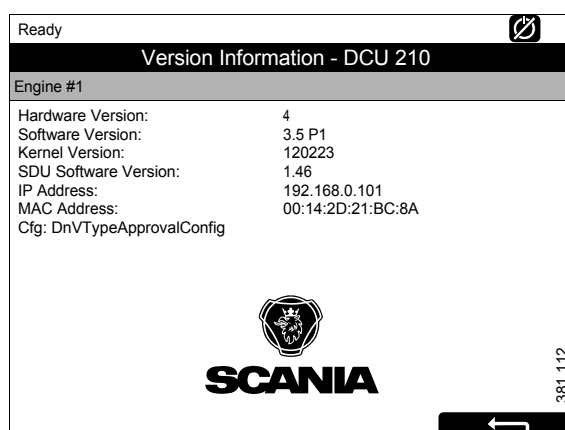 Ready
Version Information - DCU 210
Engine #1
Hardware Version: 4
Software Version: 3.5 P1
Kernel Version: 120223
SDU Software Version: 1.46
IP Address: 192.168.0.101
MAC Address: 00:14:2D:21:BC:8A
Cfg: DnVTypeApprovalConfig
SCANIA
381 112